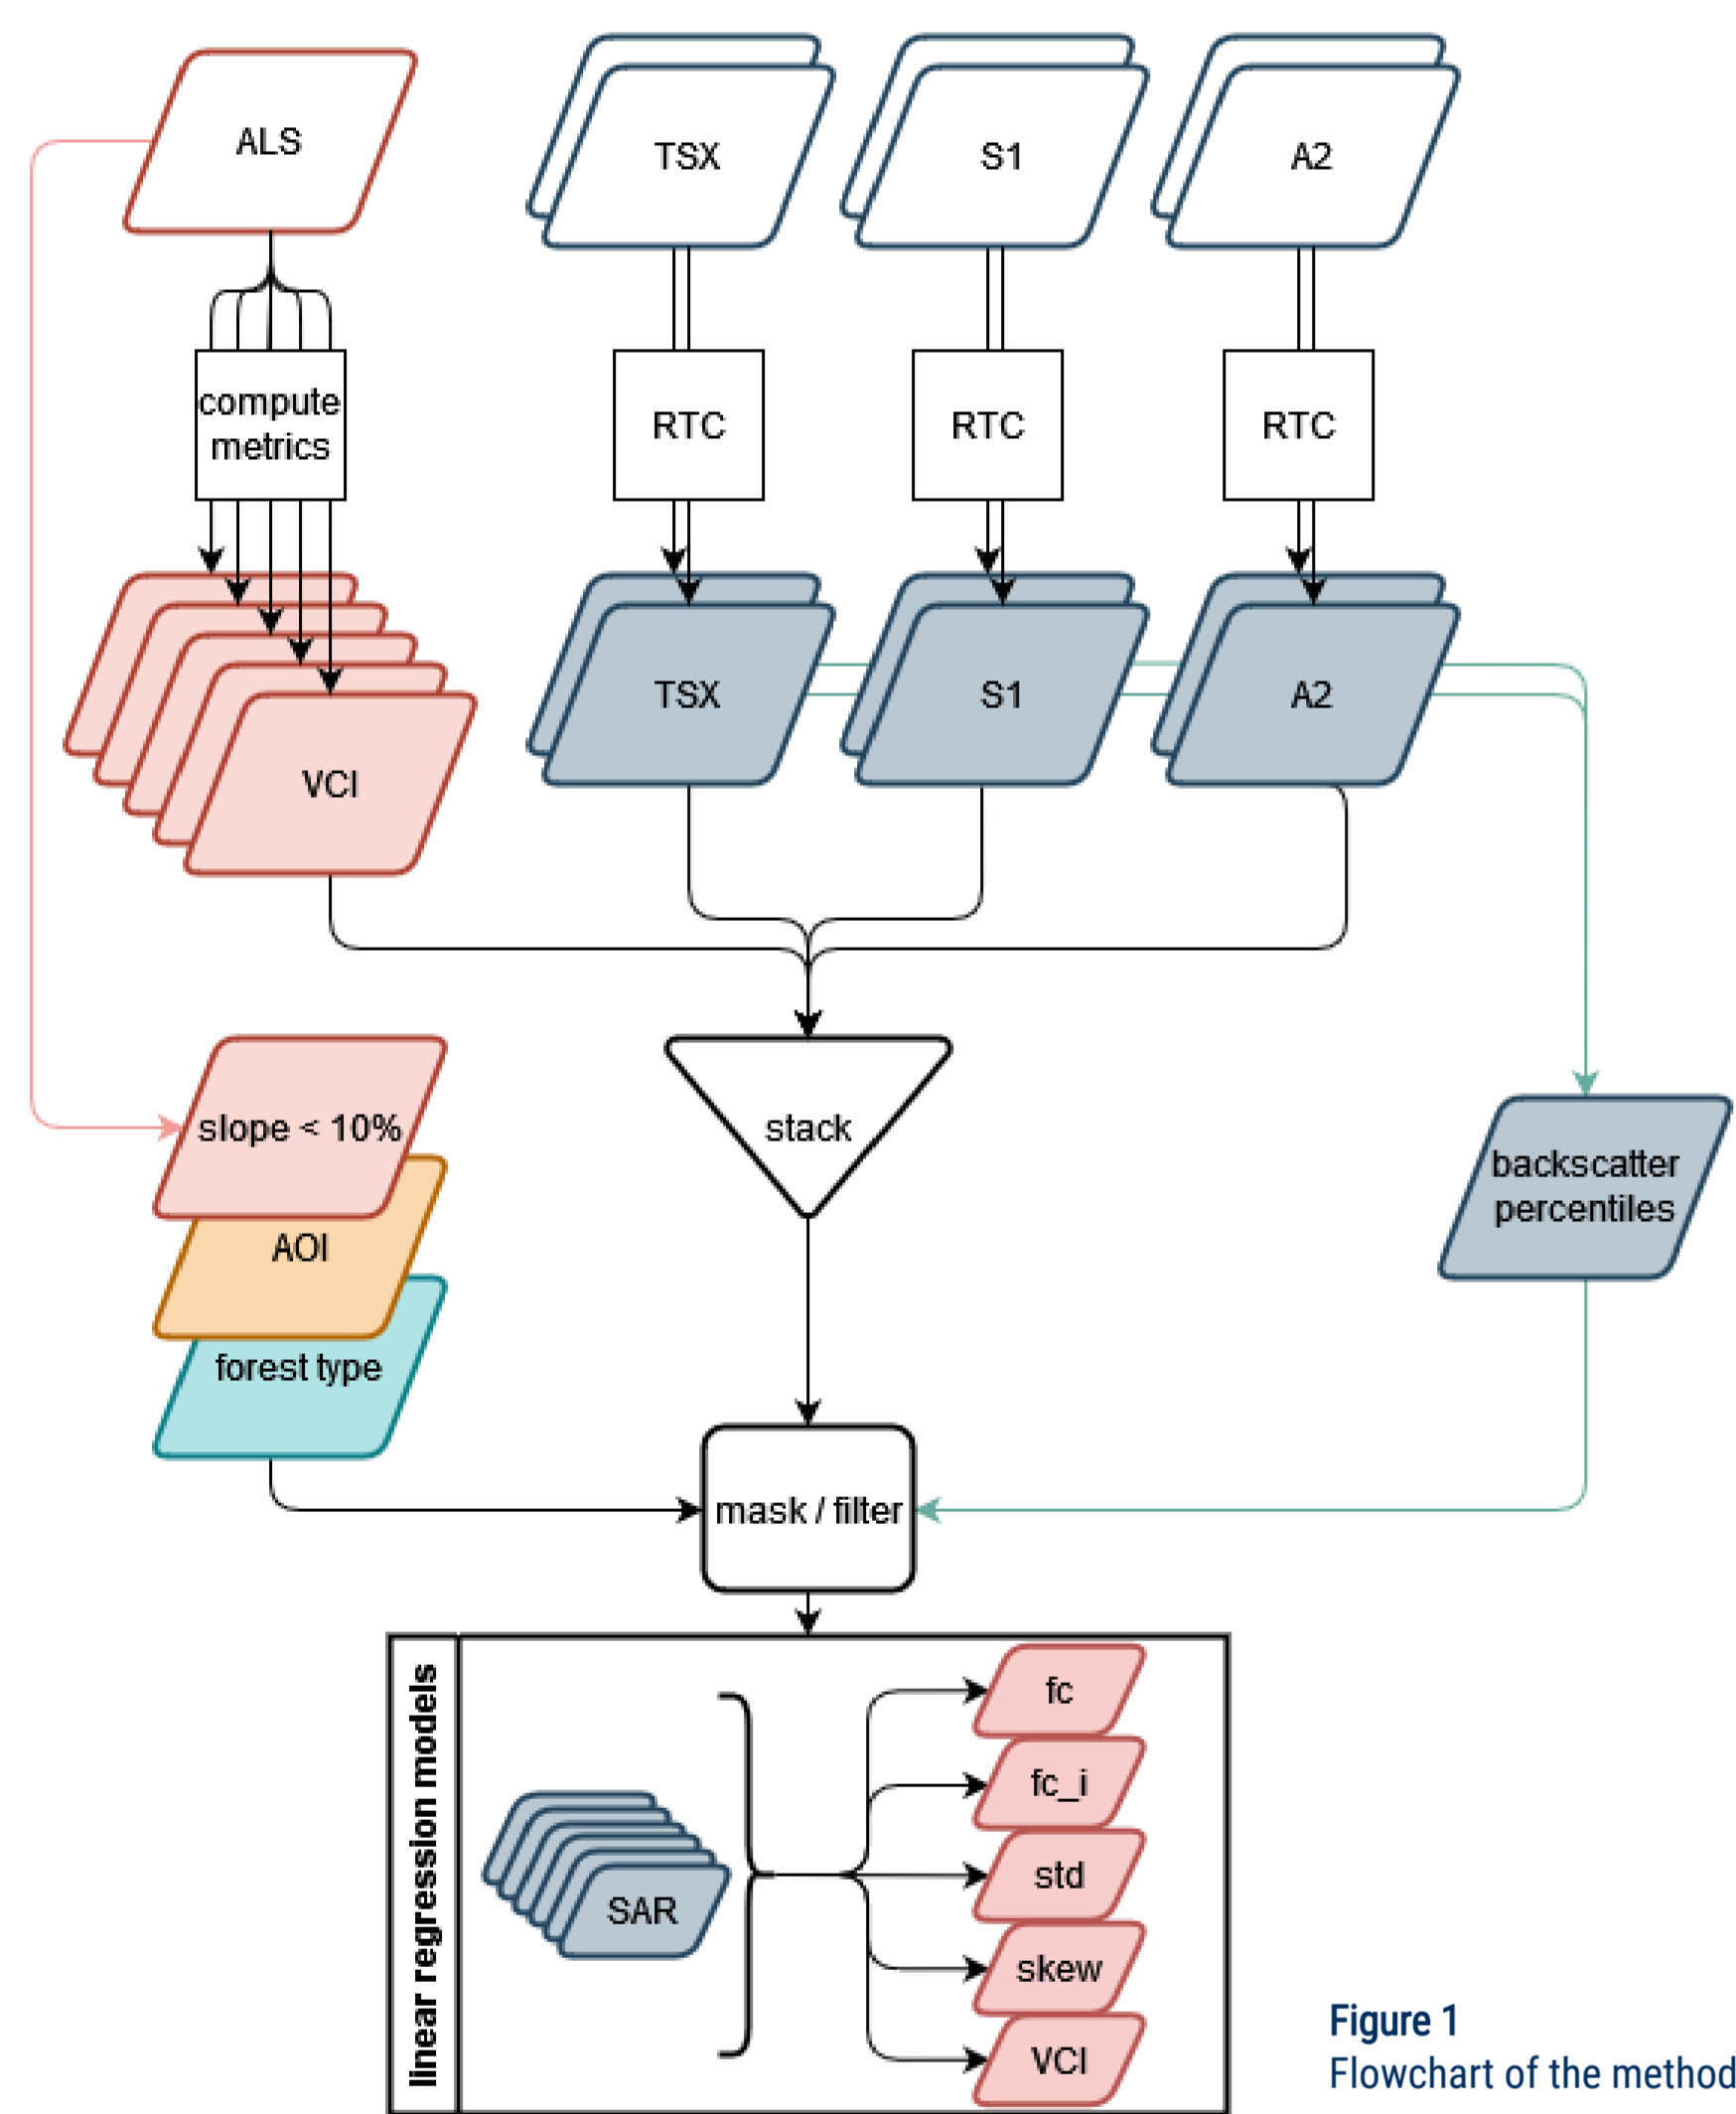 ALS
TSX
S1
A2
compute
metrics
RTC
RTC
RTC
VCI
TSX
S1
A2
slope < 10%
AOI
forest type
stack
backscatter
percentiles
mask / filter
linear regression models
SAR
fc
fc_i
std
skew
VCI
Figure 1
Flowchart of the method